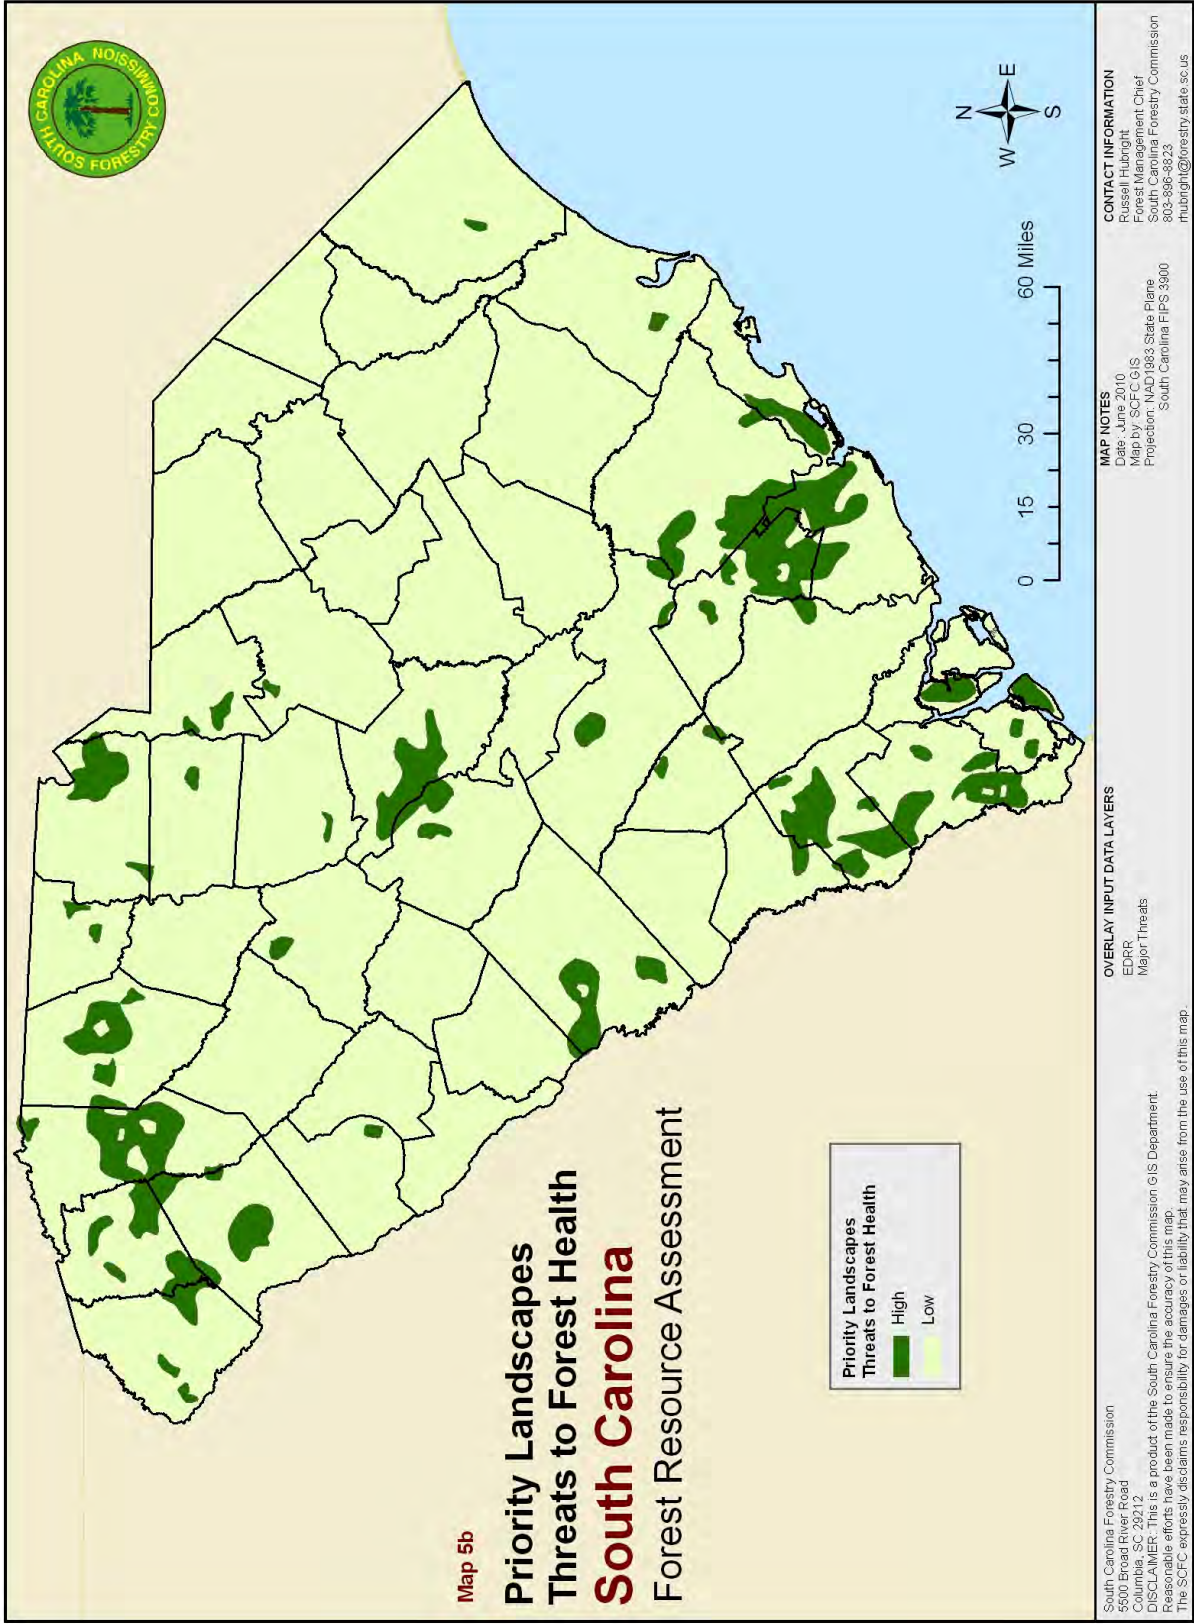 SOUTH CAROLINA
FORESTRY COMMISSION
Map 5b
Priority Landscapes
Threats to Forest Health
South Carolina
Forest Resource Assessment
Priority Landscapes
Threats to Forest Health
High
Low
N
W
E
S
0 15 30 60 Miles
South Carolina Forestry Commission
5500 Broad River Road
Columbia, SC 29212
DISCLAIMER: This is a product of the South Carolina Forestry Commission GIS Department.
Reasonable efforts have been made to ensure the accuracy of this map.
The SCFC expressly disclaims responsibility for damages or liability that may arise from the use of this map.
OVERLAY INPUT DATA LAYERS
EDRR
Major Threats
MAP NOTES
Date: June 2010
Map by: SCFC GIS
Projection: NAD1983 State Plane
South Carolina FIPS 3900
CONTACT INFORMATION
Russell Hubright
Forest Management Chief
South Carolina Forestry Commission
803-896-8823
rhubright@forestry.state.sc.us